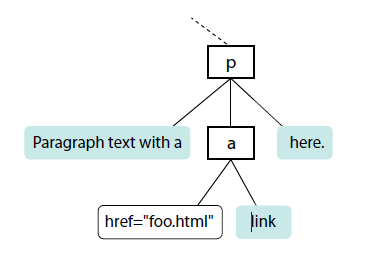 p
Paragraph text with a
a
here.
href="foo.html"
link